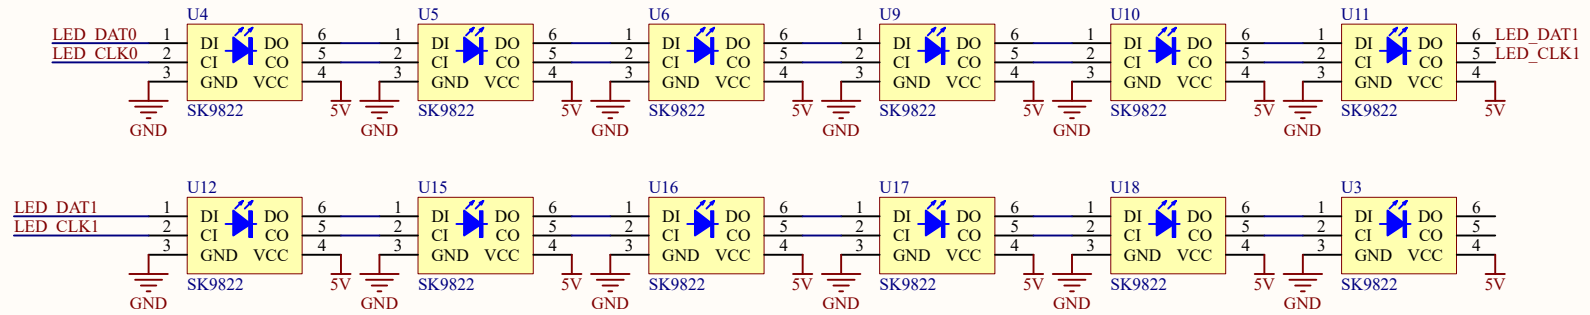 U4 U5 U6 U9 U10 U11
LED_DAT0 1 DI DO 6 1 DI DO 6 1 DI DO 6 1 DI DO 6 1 DI DO 6 1 DI DO 6 LED_DAT1
LED_CLK0 2 CI CO 5 2 CI CO 5 2 CI CO 5 2 CI CO 5 2 CI CO 5 2 CI CO 5 LED_CLK1
3 GND VCC 4 3 GND VCC 4 3 GND VCC 4 3 GND VCC 4 3 GND VCC 4 3 GND VCC 4
SK9822 5V SK9822 5V SK9822 5V SK9822 5V SK9822 5V SK9822 5V
GND GND GND GND GND GND
U12 U15 U16 U17 U18 U3
LED_DAT1 1 DI DO 6 1 DI DO 6 1 DI DO 6 1 DI DO 6 1 DI DO 6 1 DI DO 6
LED_CLK1 2 CI CO 5 2 CI CO 5 2 CI CO 5 2 CI CO 5 2 CI CO 5 2 CI CO 5
3 GND VCC 4 3 GND VCC 4 3 GND VCC 4 3 GND VCC 4 3 GND VCC 4 3 GND VCC 4
SK9822 5V SK9822 5V SK9822 5V SK9822 5V SK9822 5V SK9822 5V
GND GND GND GND GND GND